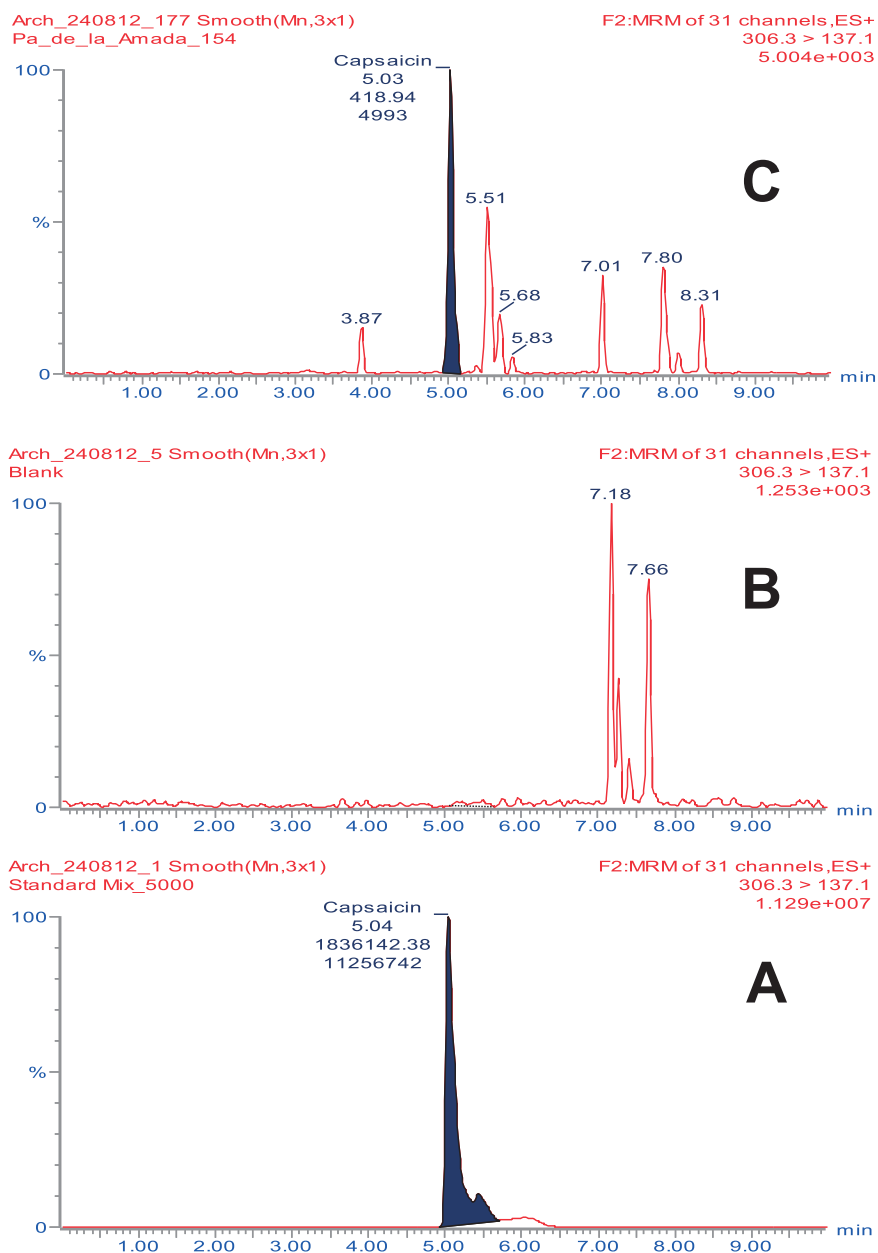 Arch_240812_177 Smooth(Mn,3x1)
F2:MRM of 31 channels,ES+
Pa_de_la_Amada_154
306.3 > 137.1
5.004e+003
Capsaicin
5.03
418.94
4993
100
C
5.51
%
7.01
7.80
8.31
5.68
3.87
5.83
0
1.00 2.00 3.00 4.00 5.00 6.00 7.00 8.00 9.00 min
Arch_240812_5 Smooth(Mn,3x1)
F2:MRM of 31 channels,ES+
Blank
306.3 > 137.1
1.253e+003
7.18
100
7.66
B
%
0
1.00 2.00 3.00 4.00 5.00 6.00 7.00 8.00 9.00 min
Arch_240812_1 Smooth(Mn,3x1)
F2:MRM of 31 channels,ES+
Standard Mix_5000
306.3 > 137.1
1.129e+007
Capsaicin
5.04
1836142.38
11256742
100
A
%
0
1.00 2.00 3.00 4.00 5.00 6.00 7.00 8.00 9.00 min